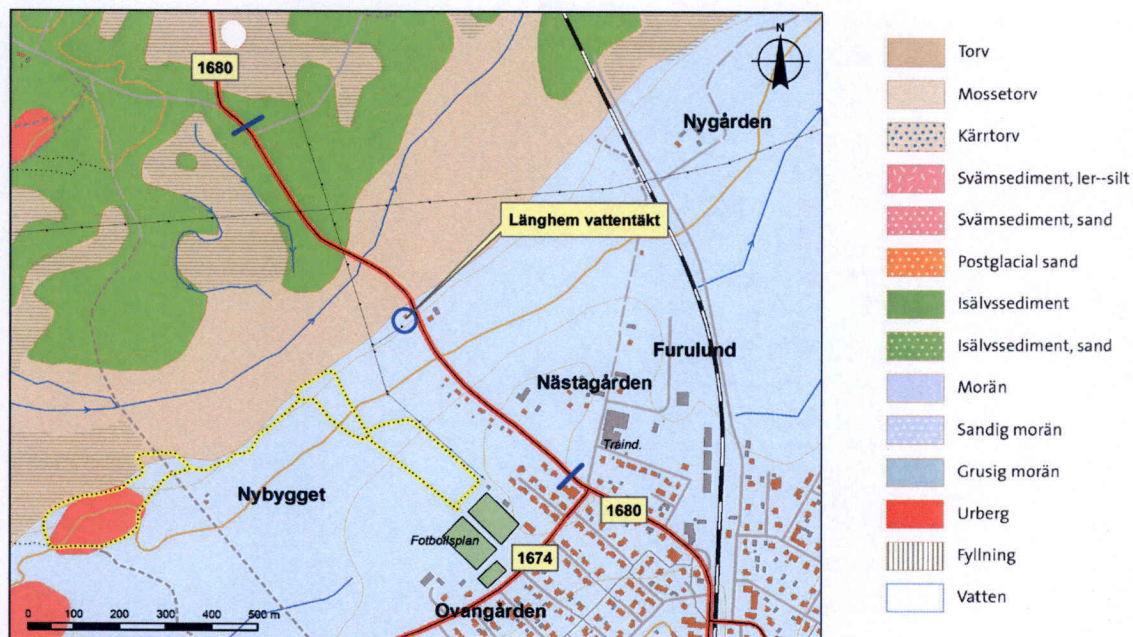 1680
N
Nygården
Länghem vattentäkt
Furulund
Nästagården
Traind.
Nybygget
1680
Fotbollsplan
1674
Ovangården
0 50 100 200 300 400 500 m
Torv
Mossetorv
Kärrtorv
Svämsediment, ler--silt
Svämsediment, sand
Postglacial sand
Isälvssediment
Isälvssediment, sand
Morän
Sandig morän
Grusig morän
Urberg
Fyllning
Vatten